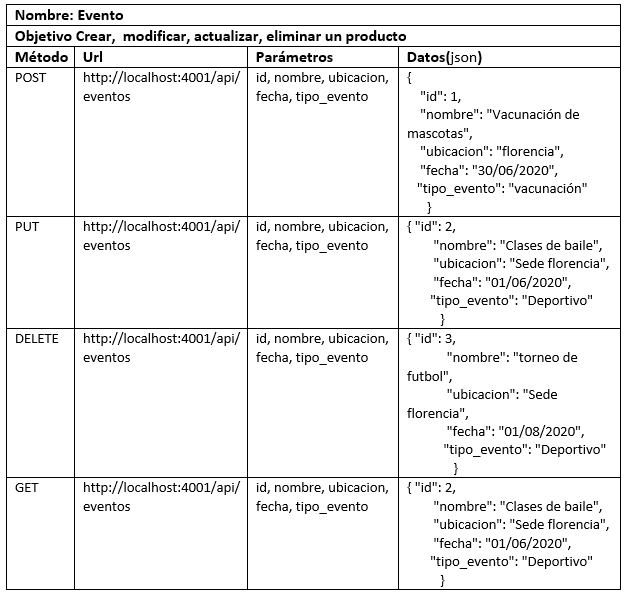 Nombre: Evento
Objetivo Crear,  modificar, actualizar, eliminar un producto
Método Url Parámetros Datos(json)
POST
http://localhost:4001/api/
eventos
id, nombre, ubicacion,
fecha, tipo_evento
{
"id": 1,
"nombre": "Vacunación de
mascotas",
"ubicacion": "florencia",
"fecha": "30/06/2020",
"tipo_evento": "vacunación"
}
PUT
http://localhost:4001/api/
eventos
id, nombre, ubicacion,
fecha, tipo_evento
{ "id": 2,
"nombre": "Clases de baile",
"ubicacion": "Sede florencia",
"fecha": "01/06/2020",
"tipo_evento": "Deportivo"
}
DELETE
http://localhost:4001/api/
eventos
id, nombre, ubicacion,
fecha, tipo_evento
{ "id": 3,
"nombre": "torneo de
futbol",
"ubicacion": "Sede
florencia",
"fecha": "01/08/2020",
"tipo_evento": "Deportivo"
}
GET
http://localhost:4001/api/
eventos
id, nombre, ubicacion,
fecha, tipo_evento
{ "id": 2,
"nombre": "Clases de baile",
"ubicacion": "Sede florencia",
"fecha": "01/06/2020",
"tipo_evento": "Deportivo"
}